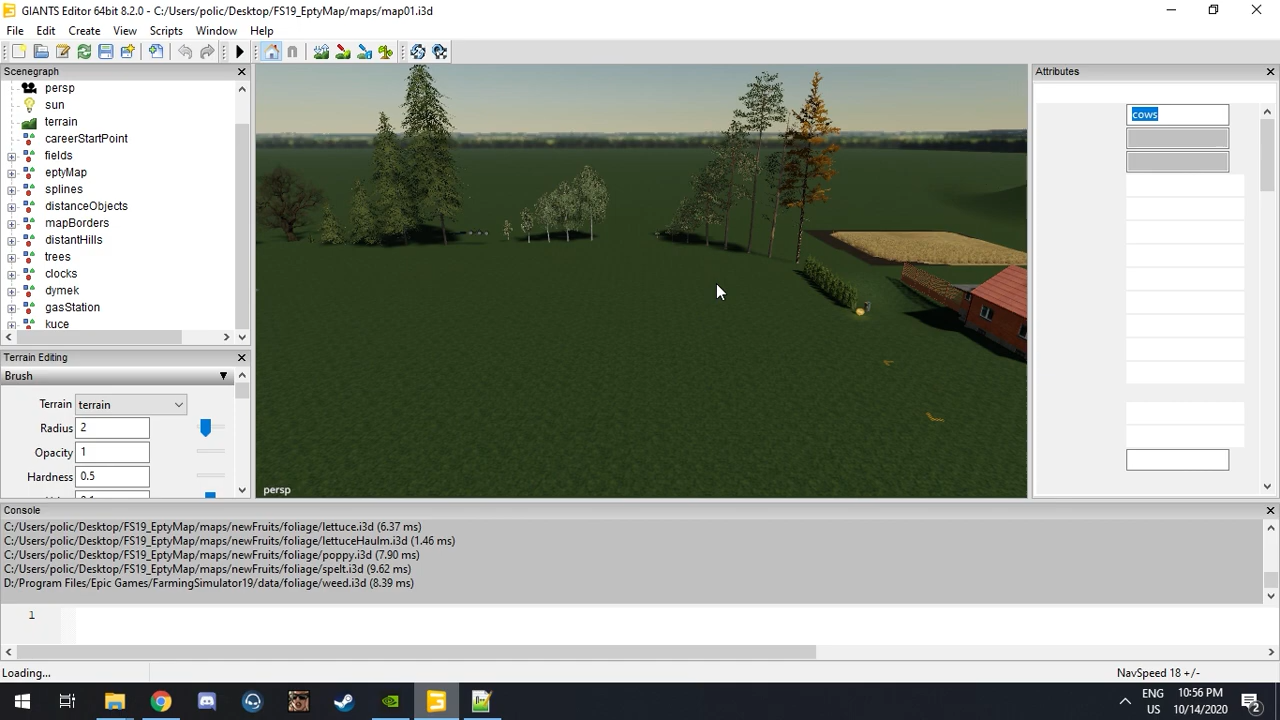 GIANTS Editor 64bit 8.2.0 - C:/Users/polic/Desktop/FS19_EptyMap/maps/map01.i3d
File Edit Create View Scripts Window Help
Scenegraph
persp
sun
terrain
careerStartPoint
fields
eptyMap
splines
distanceObjects
mapBorders
distantHills
trees
clocks
dymek
gasStation
kuce
Terrain Editing
Brush
Terrain terrain
Radius 2
Opacity 1
Hardness 0.5
persp
Attributes
cows
Console
C:/Users/polic/Desktop/FS19_EptyMap/maps/newFruits/foliage/lettuce.i3d (6.37 ms)
C:/Users/polic/Desktop/FS19_EptyMap/maps/newFruits/foliage/lettuceHaulm.i3d (1.46 ms)
C:/Users/polic/Desktop/FS19_EptyMap/maps/newFruits/foliage/poppy.i3d (7.90 ms)
C:/Users/polic/Desktop/FS19_EptyMap/maps/newFruits/foliage/spelt.i3d (9.62 ms)
D:/Program Files/Epic Games/FarmingSimulator19/data/foliage/weed.i3d (8.39 ms)
1
Loading...
NavSpeed 18 +/-
ENG 10:56 PM
US 10/14/2020
2